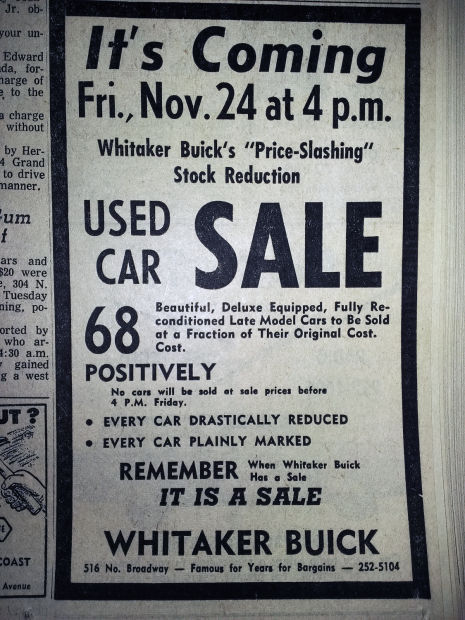 Jr. ob-
your un-
Edward
da, for-
harge of
e to the
a charge
without
by Her-
4 Grand
to drive
manner.
um
f
ars and
$20 were
e, 304 N.
Tuesday
ning, po-
orted by
who ar-
4:30 a.m.
gained
g a west
UT?
COAST
Avenue
It's Coming
Fri., Nov. 24 at 4 p.m.
Whitaker Buick's "Price-Slashing"
Stock Reduction
USED
CAR
SALE
68
Beautiful, Deluxe Equipped, Fully Re-
conditioned Late Model Cars to Be Sold
at a Fraction of Their Original Cost.
Cost.
POSITIVELY
No cars will be sold at sale prices before
4 P.M. Friday.
• EVERY CAR DRASTICALLY REDUCED
• EVERY CAR PLAINLY MARKED
REMEMBER
When Whitaker Buick
Has a Sale
IT IS A SALE
WHITAKER BUICK
516 No. Broadway — Famous for Years for Bargains — 252-5104